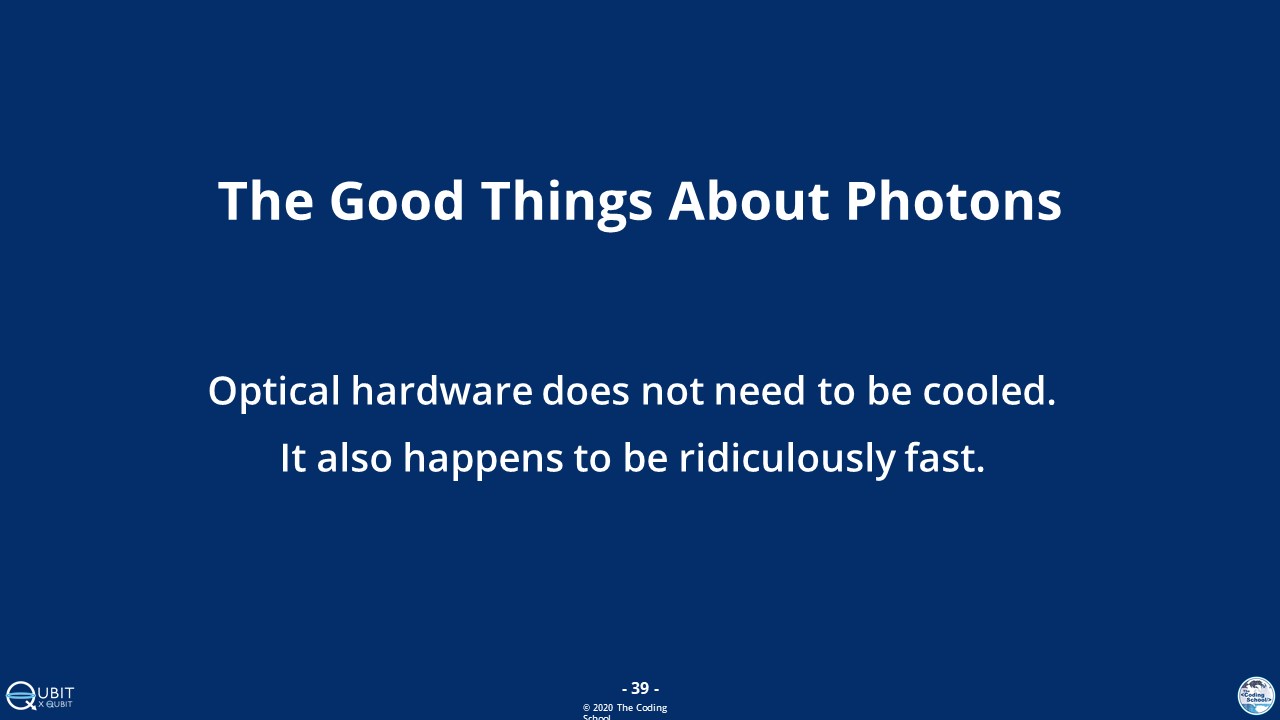 The Good Things About Photons
Optical hardware does not need to be cooled.
It also happens to be ridiculously fast.
QUBIT
X QUBIT
- 39 -
© 2020 The Coding
School
The
<Coding
School>